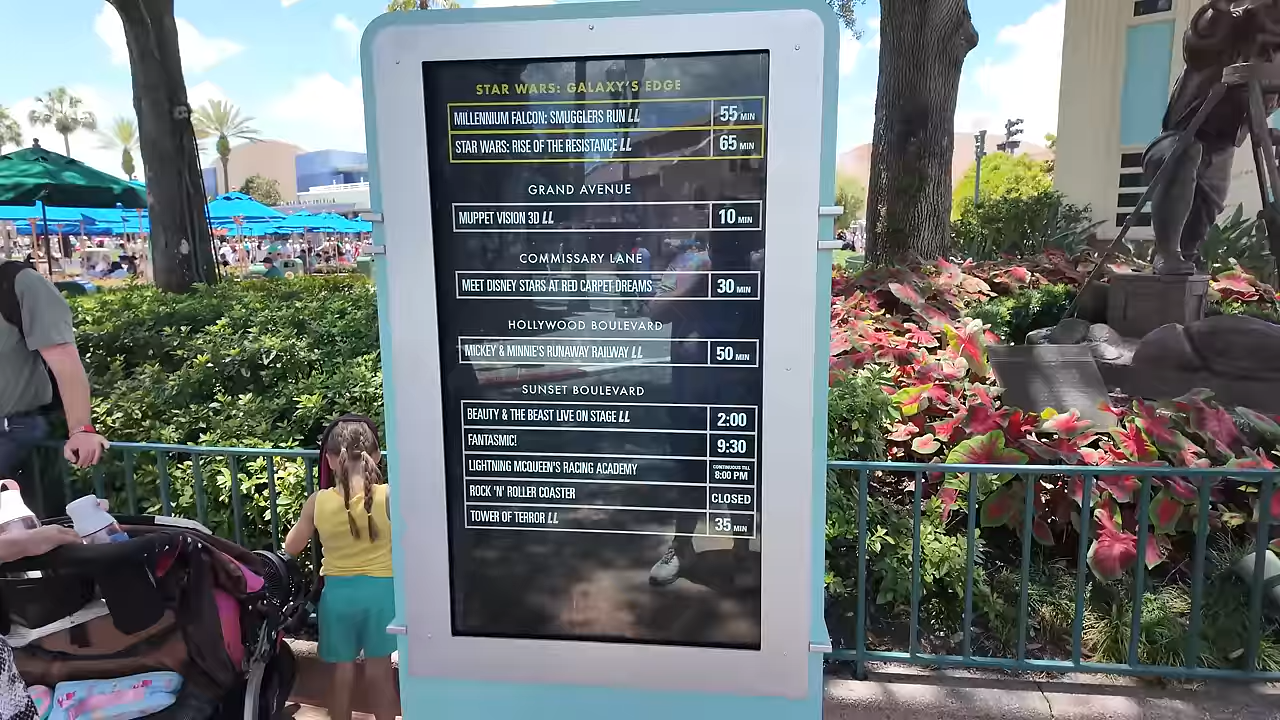 STAR WARS: GALAXY'S EDGE
MILLENNIUM FALCON: SMUGGLERS RUN LL 55 MIN
STAR WARS: RISE OF THE RESISTANCE LL 65 MIN
GRAND AVENUE
MUPPET VISION 3D LL 10 MIN
COMMISSARY LANE
MEET DISNEY STARS AT RED CARPET DREAMS 30 MIN
HOLLYWOOD BOULEVARD
MICKEY & MINNIE'S RUNAWAY RAILWAY LL 50 MIN
SUNSET BOULEVARD
BEAUTY & THE BEAST LIVE ON STAGE LL 2:00
FANTASMIC! 9:30
LIGHTNING MCQUEEN'S RACING ACADEMY CONTINUOUS TILL 8:00 PM
ROCK 'N' ROLLER COASTER CLOSED
TOWER OF TERROR LL 35 MIN